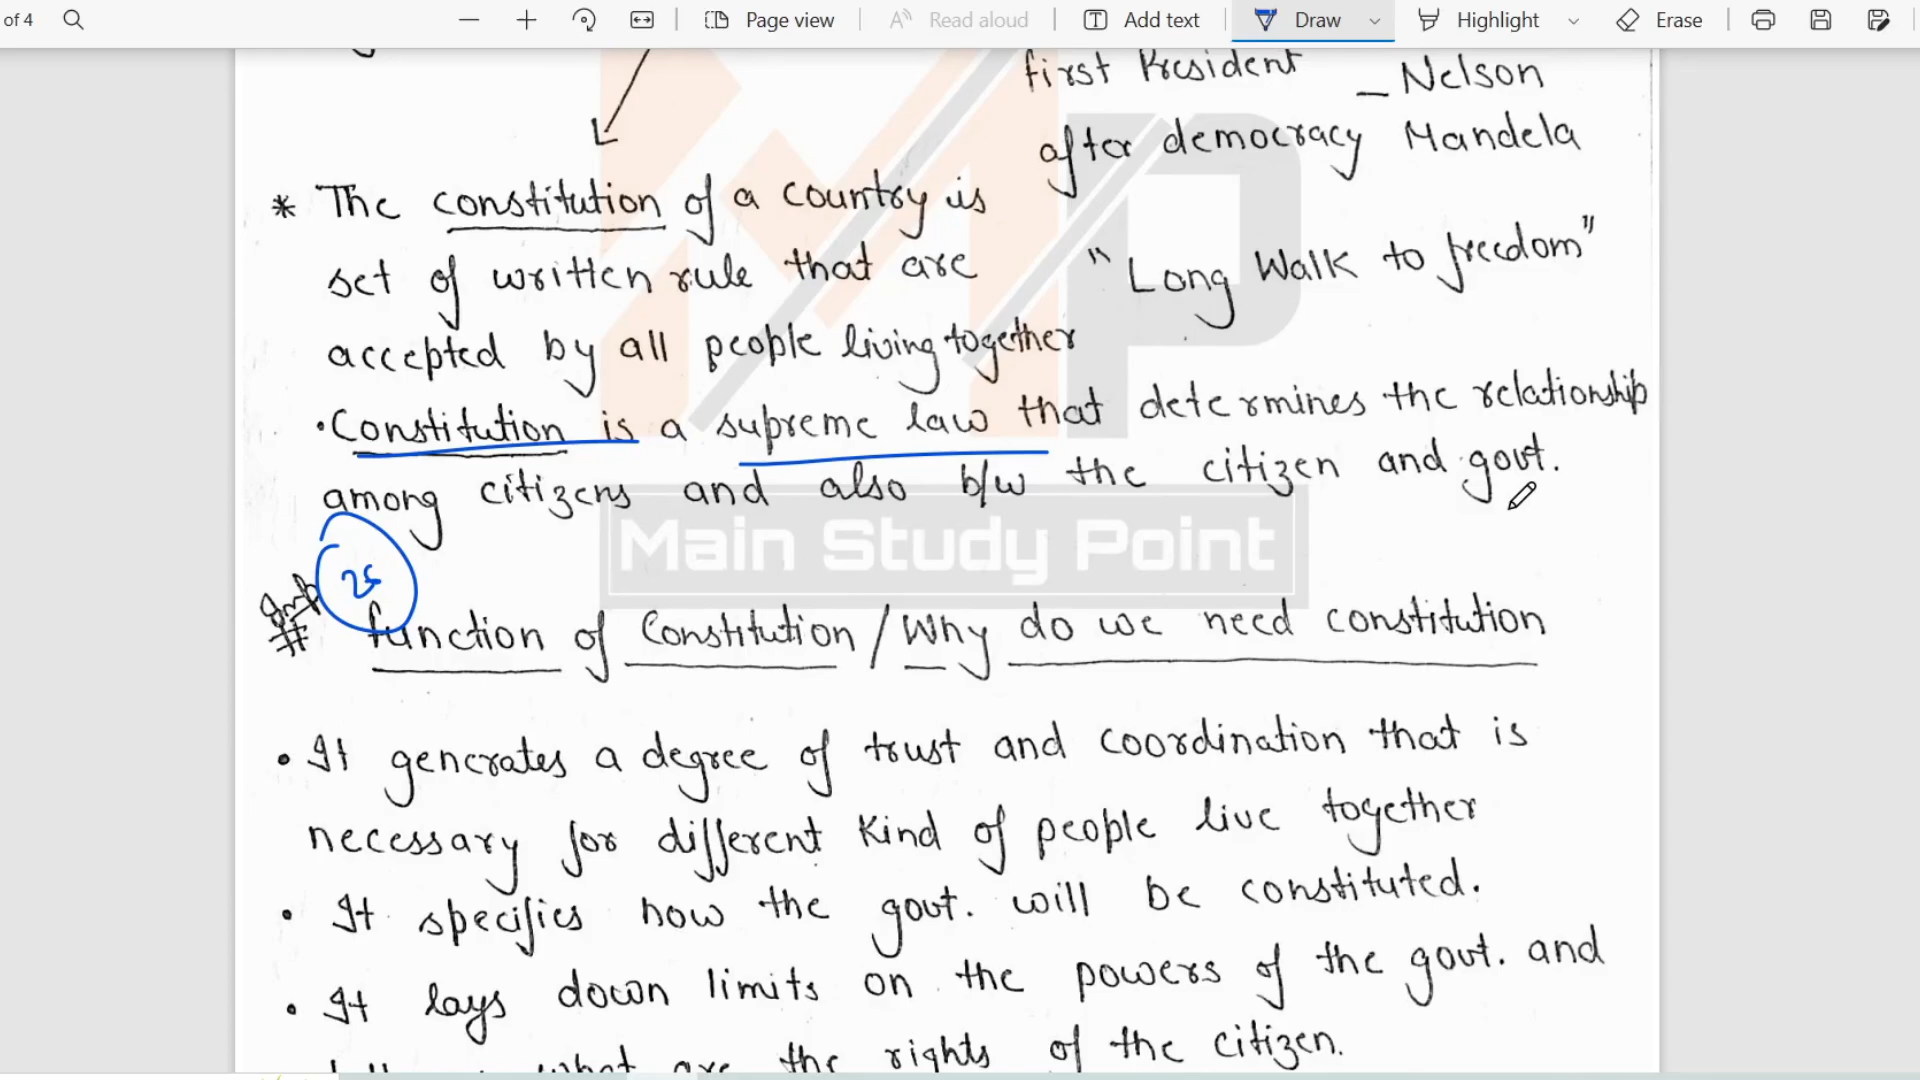 of 4
Page view
Read aloud
Add text
Draw
Highlight
Erase
first President _ Nelson
after democracy Mandela
* The constitution of a country is
set of written rule that are
accepted by all people living together
"Long Walk to freedom"
• Constitution is a supreme law that determines the relationship
among citizens and also b/w the citizen and govt.
Main Study Point
25
Imp
# function of Constitution / Why do we need constitution
• It generates a degree of trust and coordination that is
necessary for different kind of people live together
• It specifies how the govt. will be constituted.
• It lays down limits on the powers of the govt. and
what are the rights of the citizen.